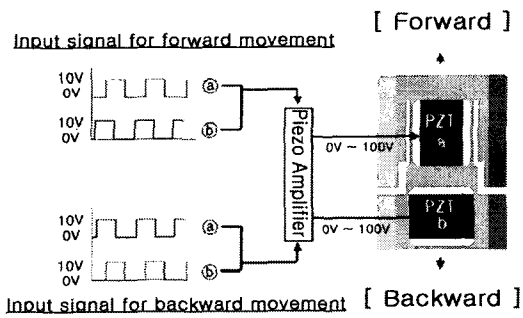 [ Forward ]
Input signal for forward movement
10V
0V
ⓐ
10V
0V
ⓑ
Piezo Amplifier
0V ~ 100V
PZT
a
10V
0V
ⓐ
10V
0V
ⓑ
0V ~ 100V
PZT
b
Input signal for backward movement
[ Backward ]